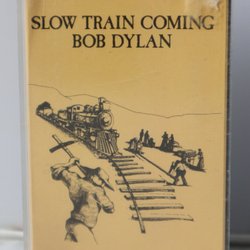 SLOW TRAIN COMING
BOB DYLAN